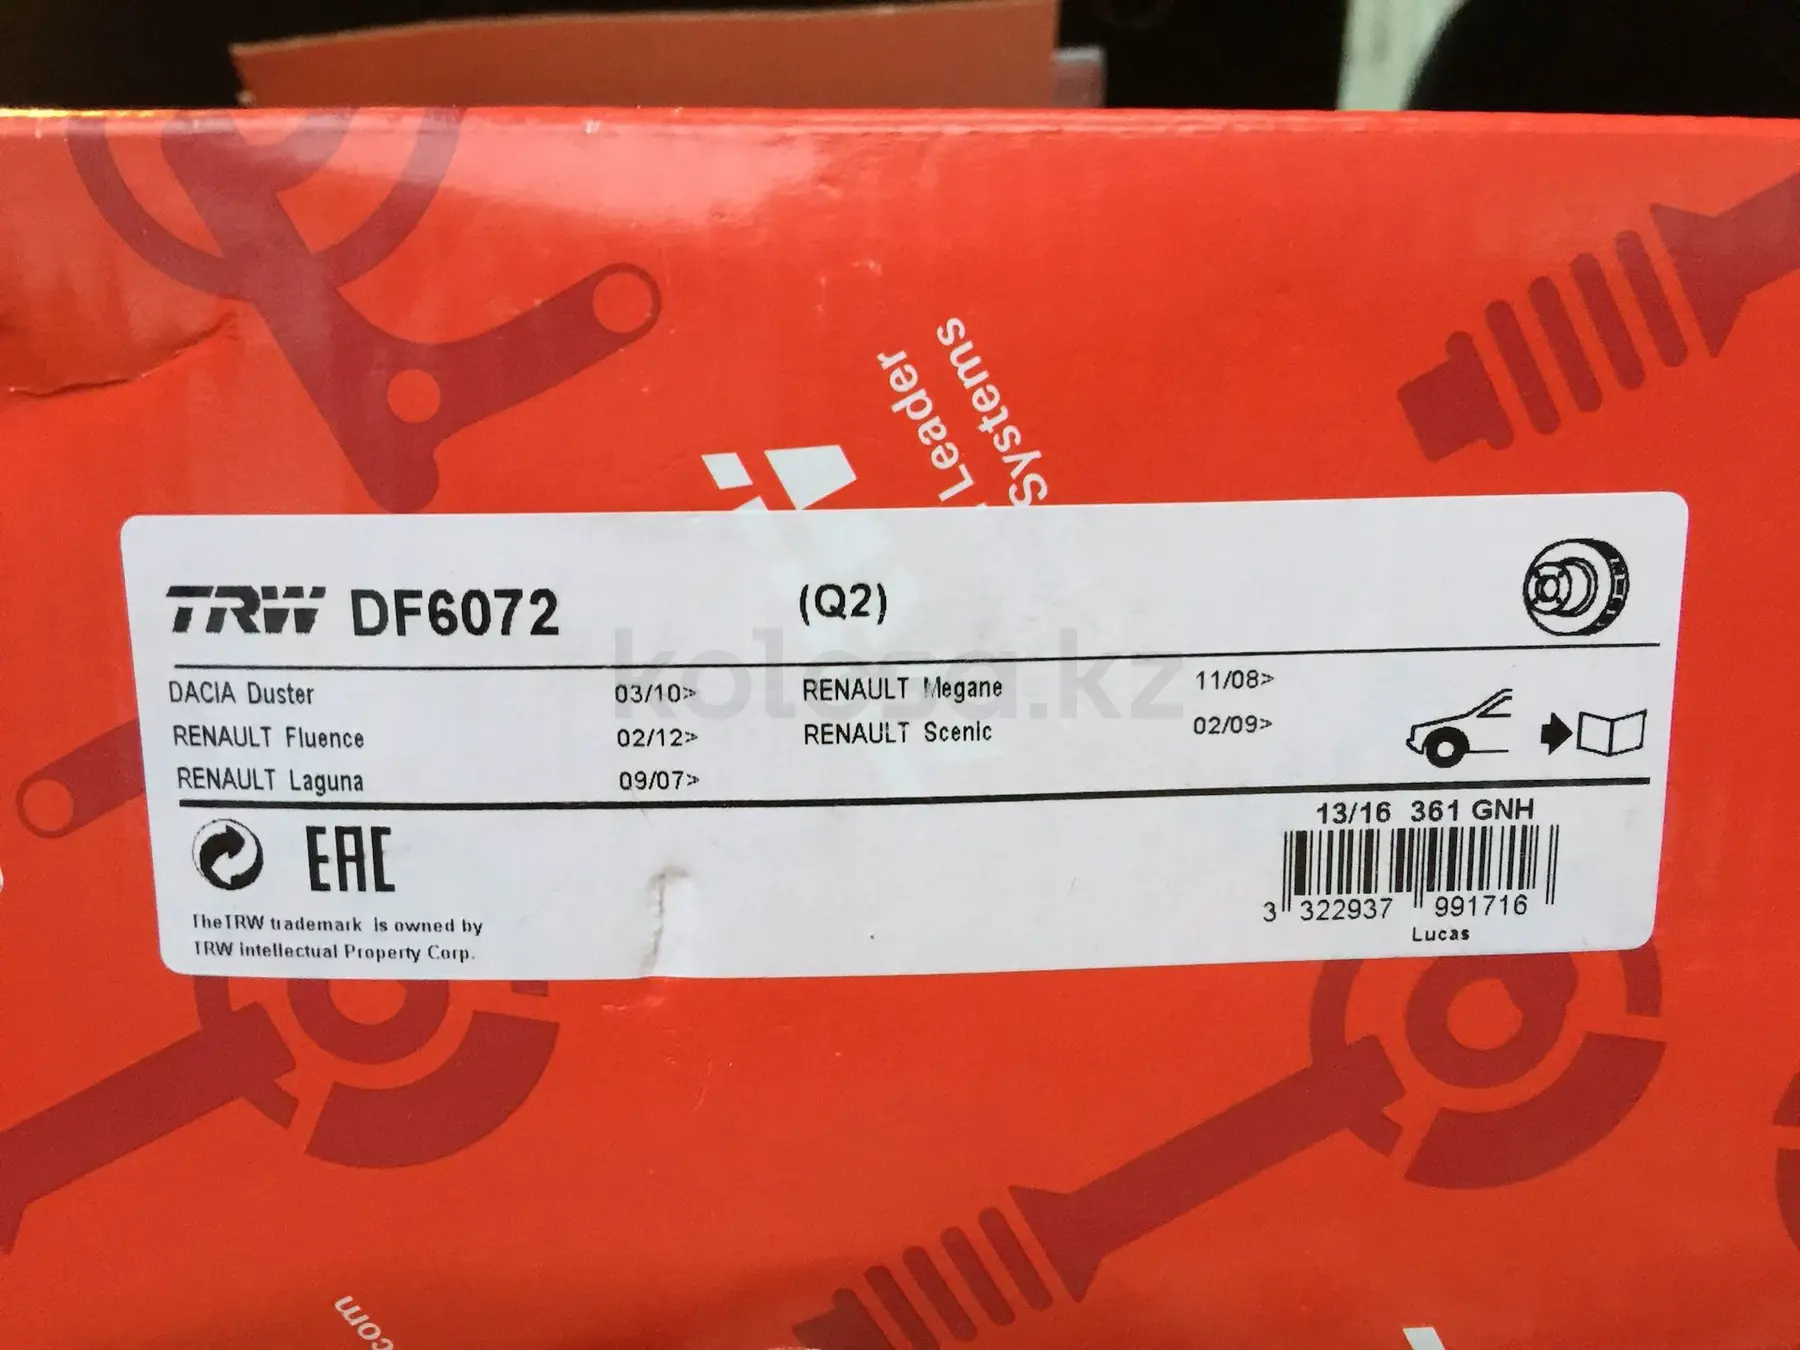 Leader
Systems
TRW DF6072 (Q2)
DACIA Duster 03/10> RENAULT Megane 11/08>
RENAULT Fluence 02/12> RENAULT Scenic 02/09>
RENAULT Laguna 09/07>
13/16 361 GNH
EAC
3 322937 991716
Lucas
TheTRW trademark is owned by
TRW intellectual Property Corp.
kolesa.kz
.com